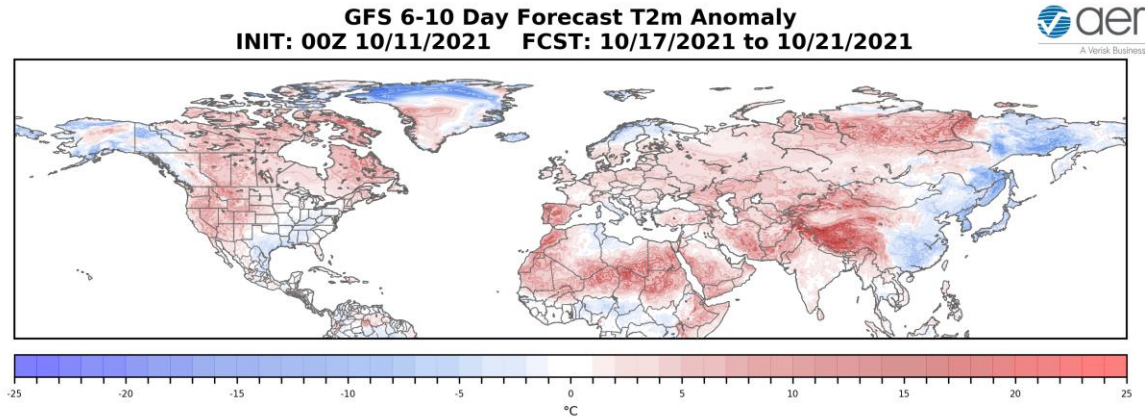 GFS 6-10 Day Forecast T2m Anomaly
INIT: 00Z 10/11/2021 FCST: 10/17/2021 to 10/21/2021
aer
A Verisk Business
-25 -20 -15 -10 -5 0 5 10 15 20 25
°C